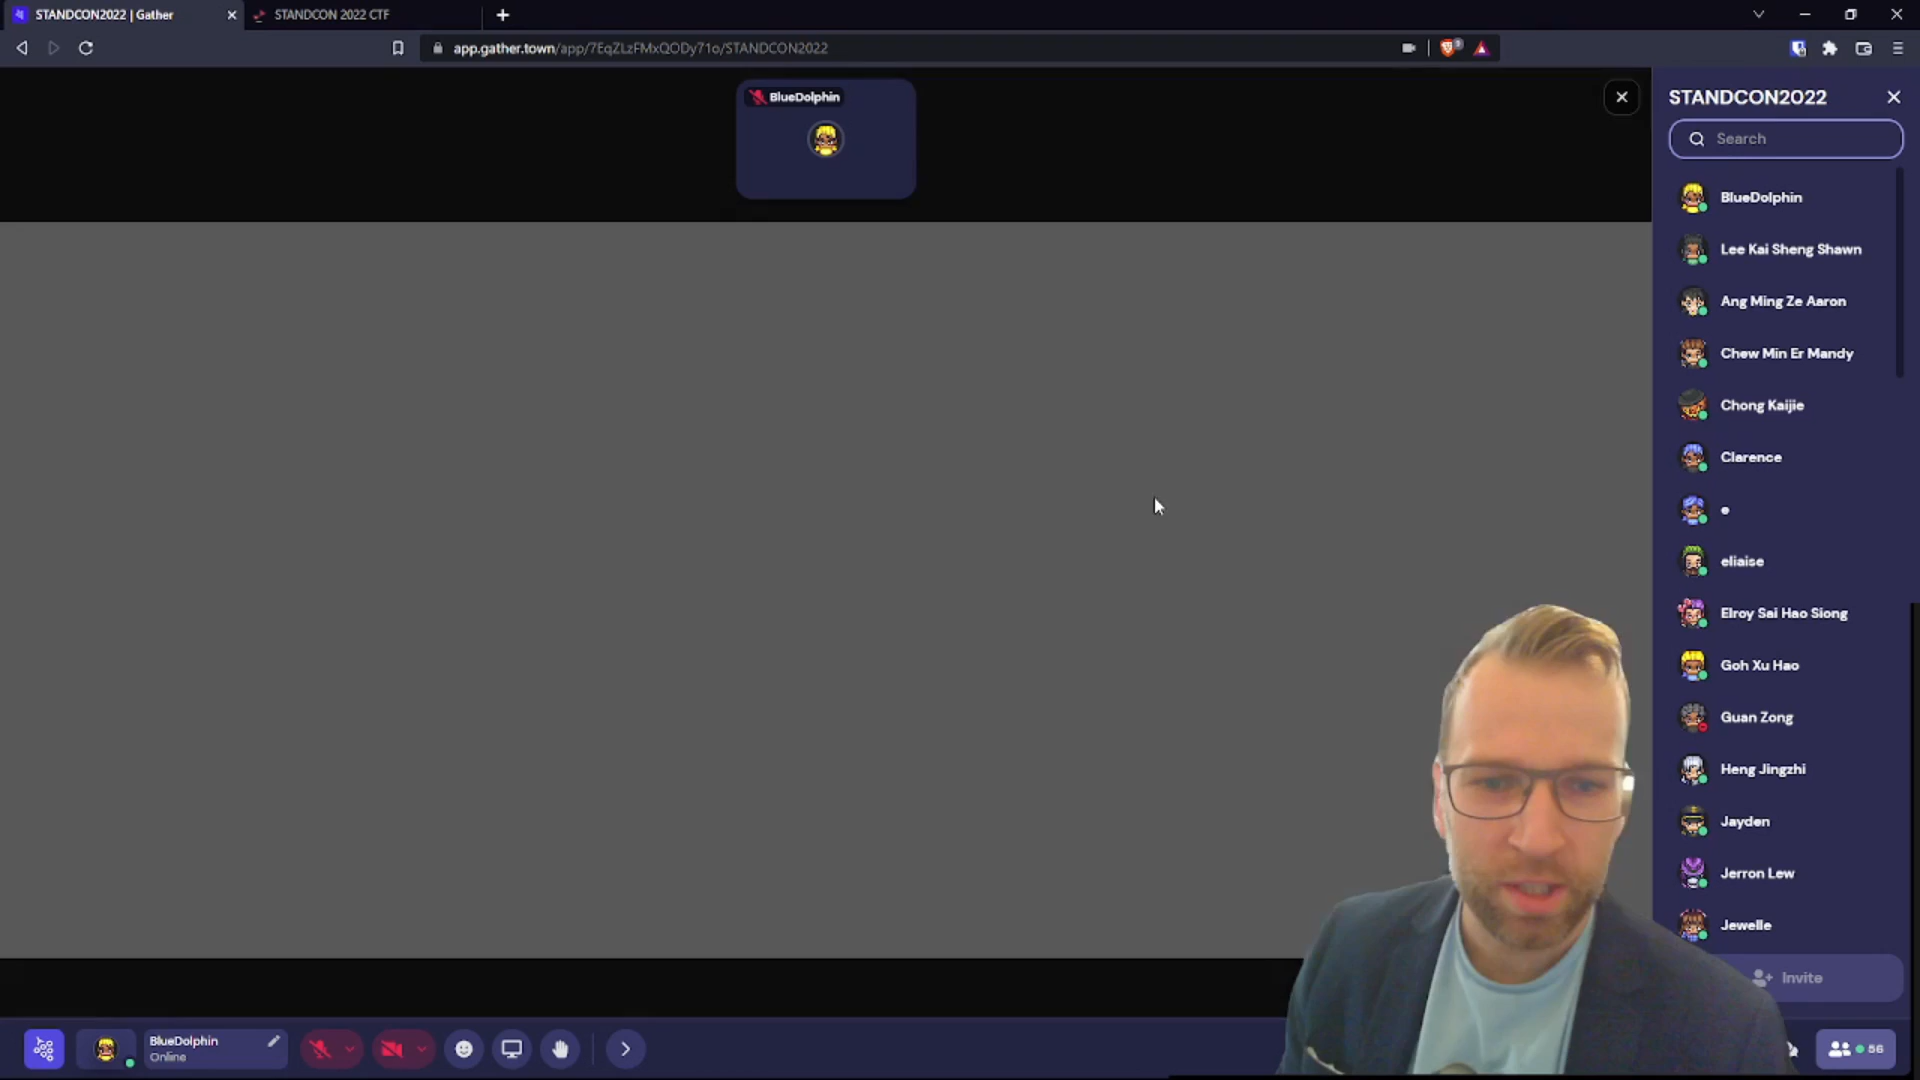 STANDCON2022 | Gather
STANDCON 2022 CTF
app.gather.town/app/7EqZLzFMxQODy71o/STANDCON2022
BlueDolphin
STANDCON2022
Search
BlueDolphin
Lee Kai Sheng Shawn
Ang Ming Ze Aaron
Chew Min Er Mandy
Chong Kaijie
Clarence
e
eliaise
Elroy Sai Hao Siong
Goh Xu Hao
Guan Zong
Heng Jingzhi
Jayden
Jerron Lew
Jewelle
Invite
BlueDolphin
Online
56